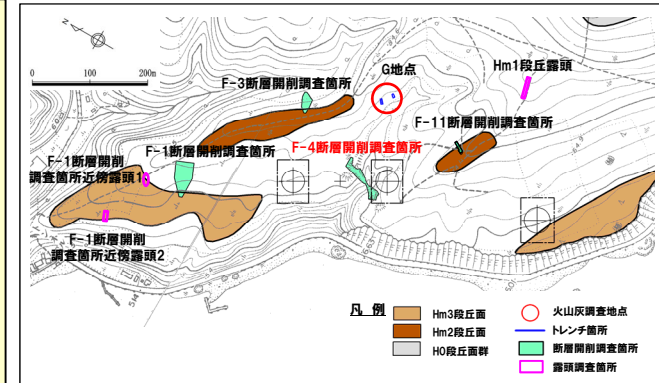 N
0 100 200m
G地点
Hm1段丘露頭
F-3断層開削調査箇所
F-11断層開削調査箇所
F-1断層開削調査箇所
F-4断層開削調査箇所
F-1断層開削
調査箇所近傍露頭1
F-1断層開削
調査箇所近傍露頭2
凡 例
Hm3段丘面
Hm2段丘面
H0段丘面群
火山灰調査地点
トレンチ箇所
断層開削調査箇所
露頭調査箇所